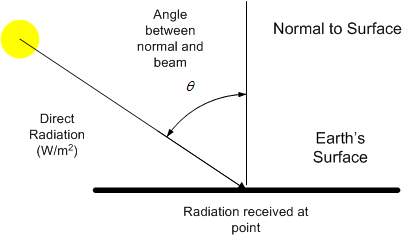 Angle
between
normal and
beam
θ
Normal to Surface
Direct
Radiation
(W/m²)
Earth's
Surface
Radiation received at
point